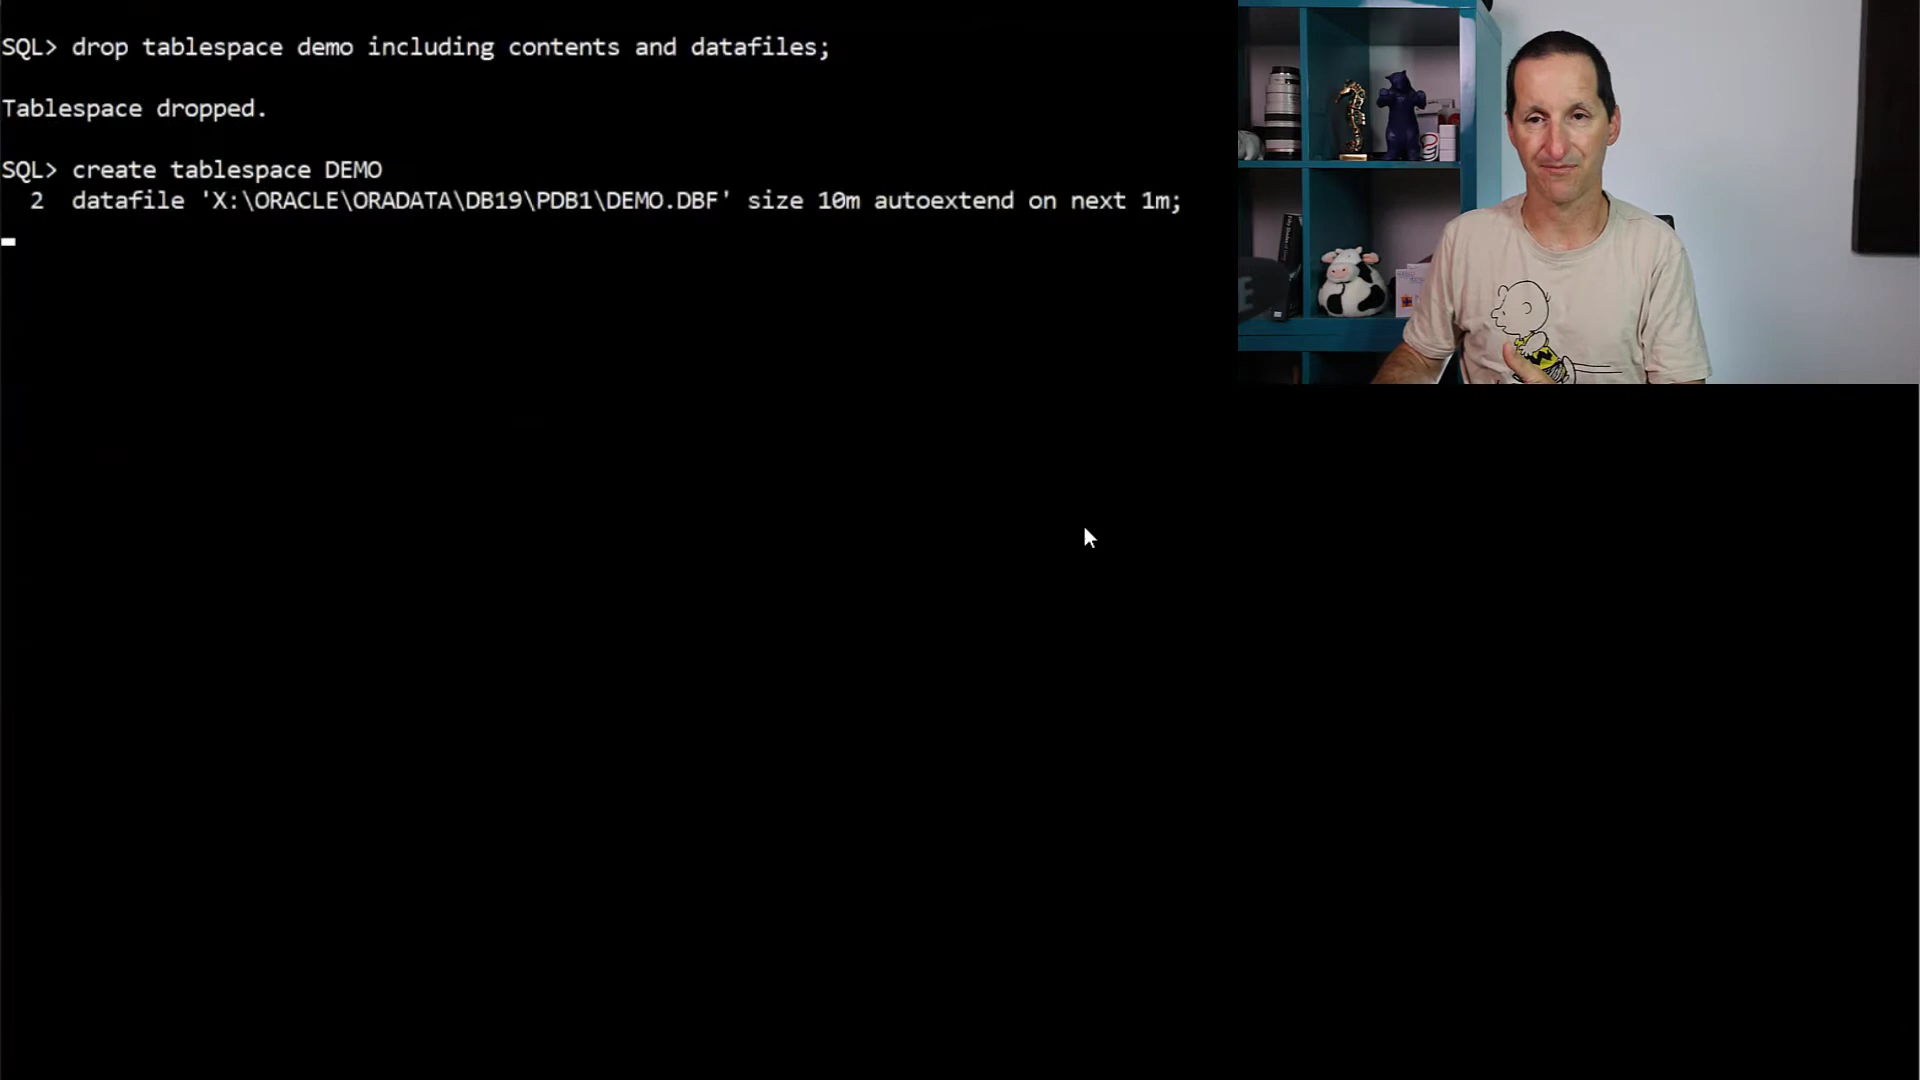 SQL> drop tablespace demo including contents and datafiles;
Tablespace dropped.
SQL> create tablespace DEMO
2 datafile 'X:\ORACLE\ORADATA\DB19\PDB1\DEMO.DBF' size 10m autoextend on next 1m;